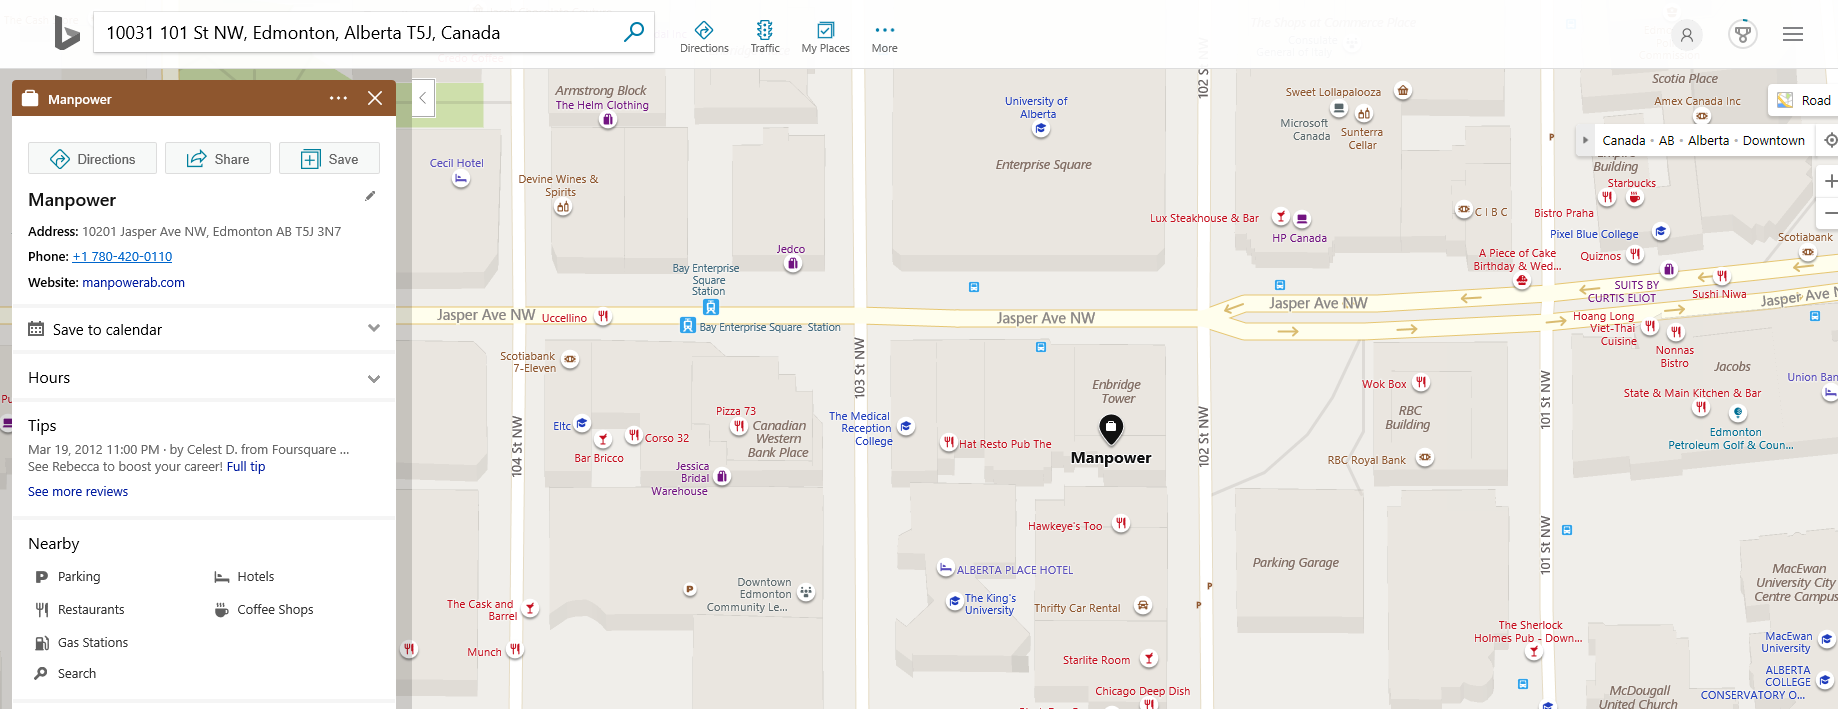 10031 101 St NW, Edmonton, Alberta T5J, Canada
Directions
Traffic
My Places
More
Manpower
Directions
Share
Save
Manpower
Address: 10201 Jasper Ave NW, Edmonton AB T5J 3N7
Phone: +1 780-420-0110
Website: manpowerab.com
Save to calendar
Hours
Tips
Mar 19, 2012 11:00 PM · by Celest D. from Foursquare ...
See Rebecca to boost your career! Full tip
See more reviews
Nearby
Parking
Hotels
Restaurants
Coffee Shops
Gas Stations
Search
Road
Canada · AB · Alberta · Downtown
Armstrong Block
The Helm Clothing
Cecil Hotel
Devine Wines &
Spirits
Jedco
Bay Enterprise
Square
Station
Bay Enterprise Square Station
Jasper Ave NW
Uccellino
Scotiabank
7-Eleven
Eltc
Bar Bricco
Corso 32
Pizza 73
Canadian
Western
Bank Place
Jessica
Bridal
Warehouse
104 St NW
103 St NW
P
Downtown
Edmonton
Community Le...
The Cask and
Barrel
Munch
University of
Alberta
Enterprise Square
Jasper Ave NW
Enbridge
Tower
Manpower
The Medical
Reception
College
Hat Resto Pub The
Hawkeye's Too
ALBERTA PLACE HOTEL
The King's
University
Thrifty Car Rental
Starlite Room
Chicago Deep Dish
102 St NW
102 St NW
P
P
Sweet Lollapalooza
Microsoft
Canada
Sunterra
Cellar
Lux Steakhouse & Bar
HP Canada
C I B C
P
A Piece of Cake
Birthday & Wed...
Jasper Ave NW
Wok Box
RBC
Building
RBC Royal Bank
Parking Garage
101 St NW
101 St NW
The Sherlock
Holmes Pub - Down...
Scotia Place
Amex Canada Inc
Empire
Building
Starbucks
Bistro Praha
Pixel Blue College
Quiznos
Scotiabank
SUITS BY
CURTIS ELIOT
Sushi Niwa
Jasper Ave N
Hoang Long
Viet-Thai
Cuisine
Nonnas
Bistro
Jacobs
Union Ban
State & Main Kitchen & Bar
Edmonton
Petroleum Golf & Coun...
MacEwan
University City
Centre Campus
MacEwan
University
ALBERTA
COLLEGE
CONSERVATORY O...
McDougall
United Church